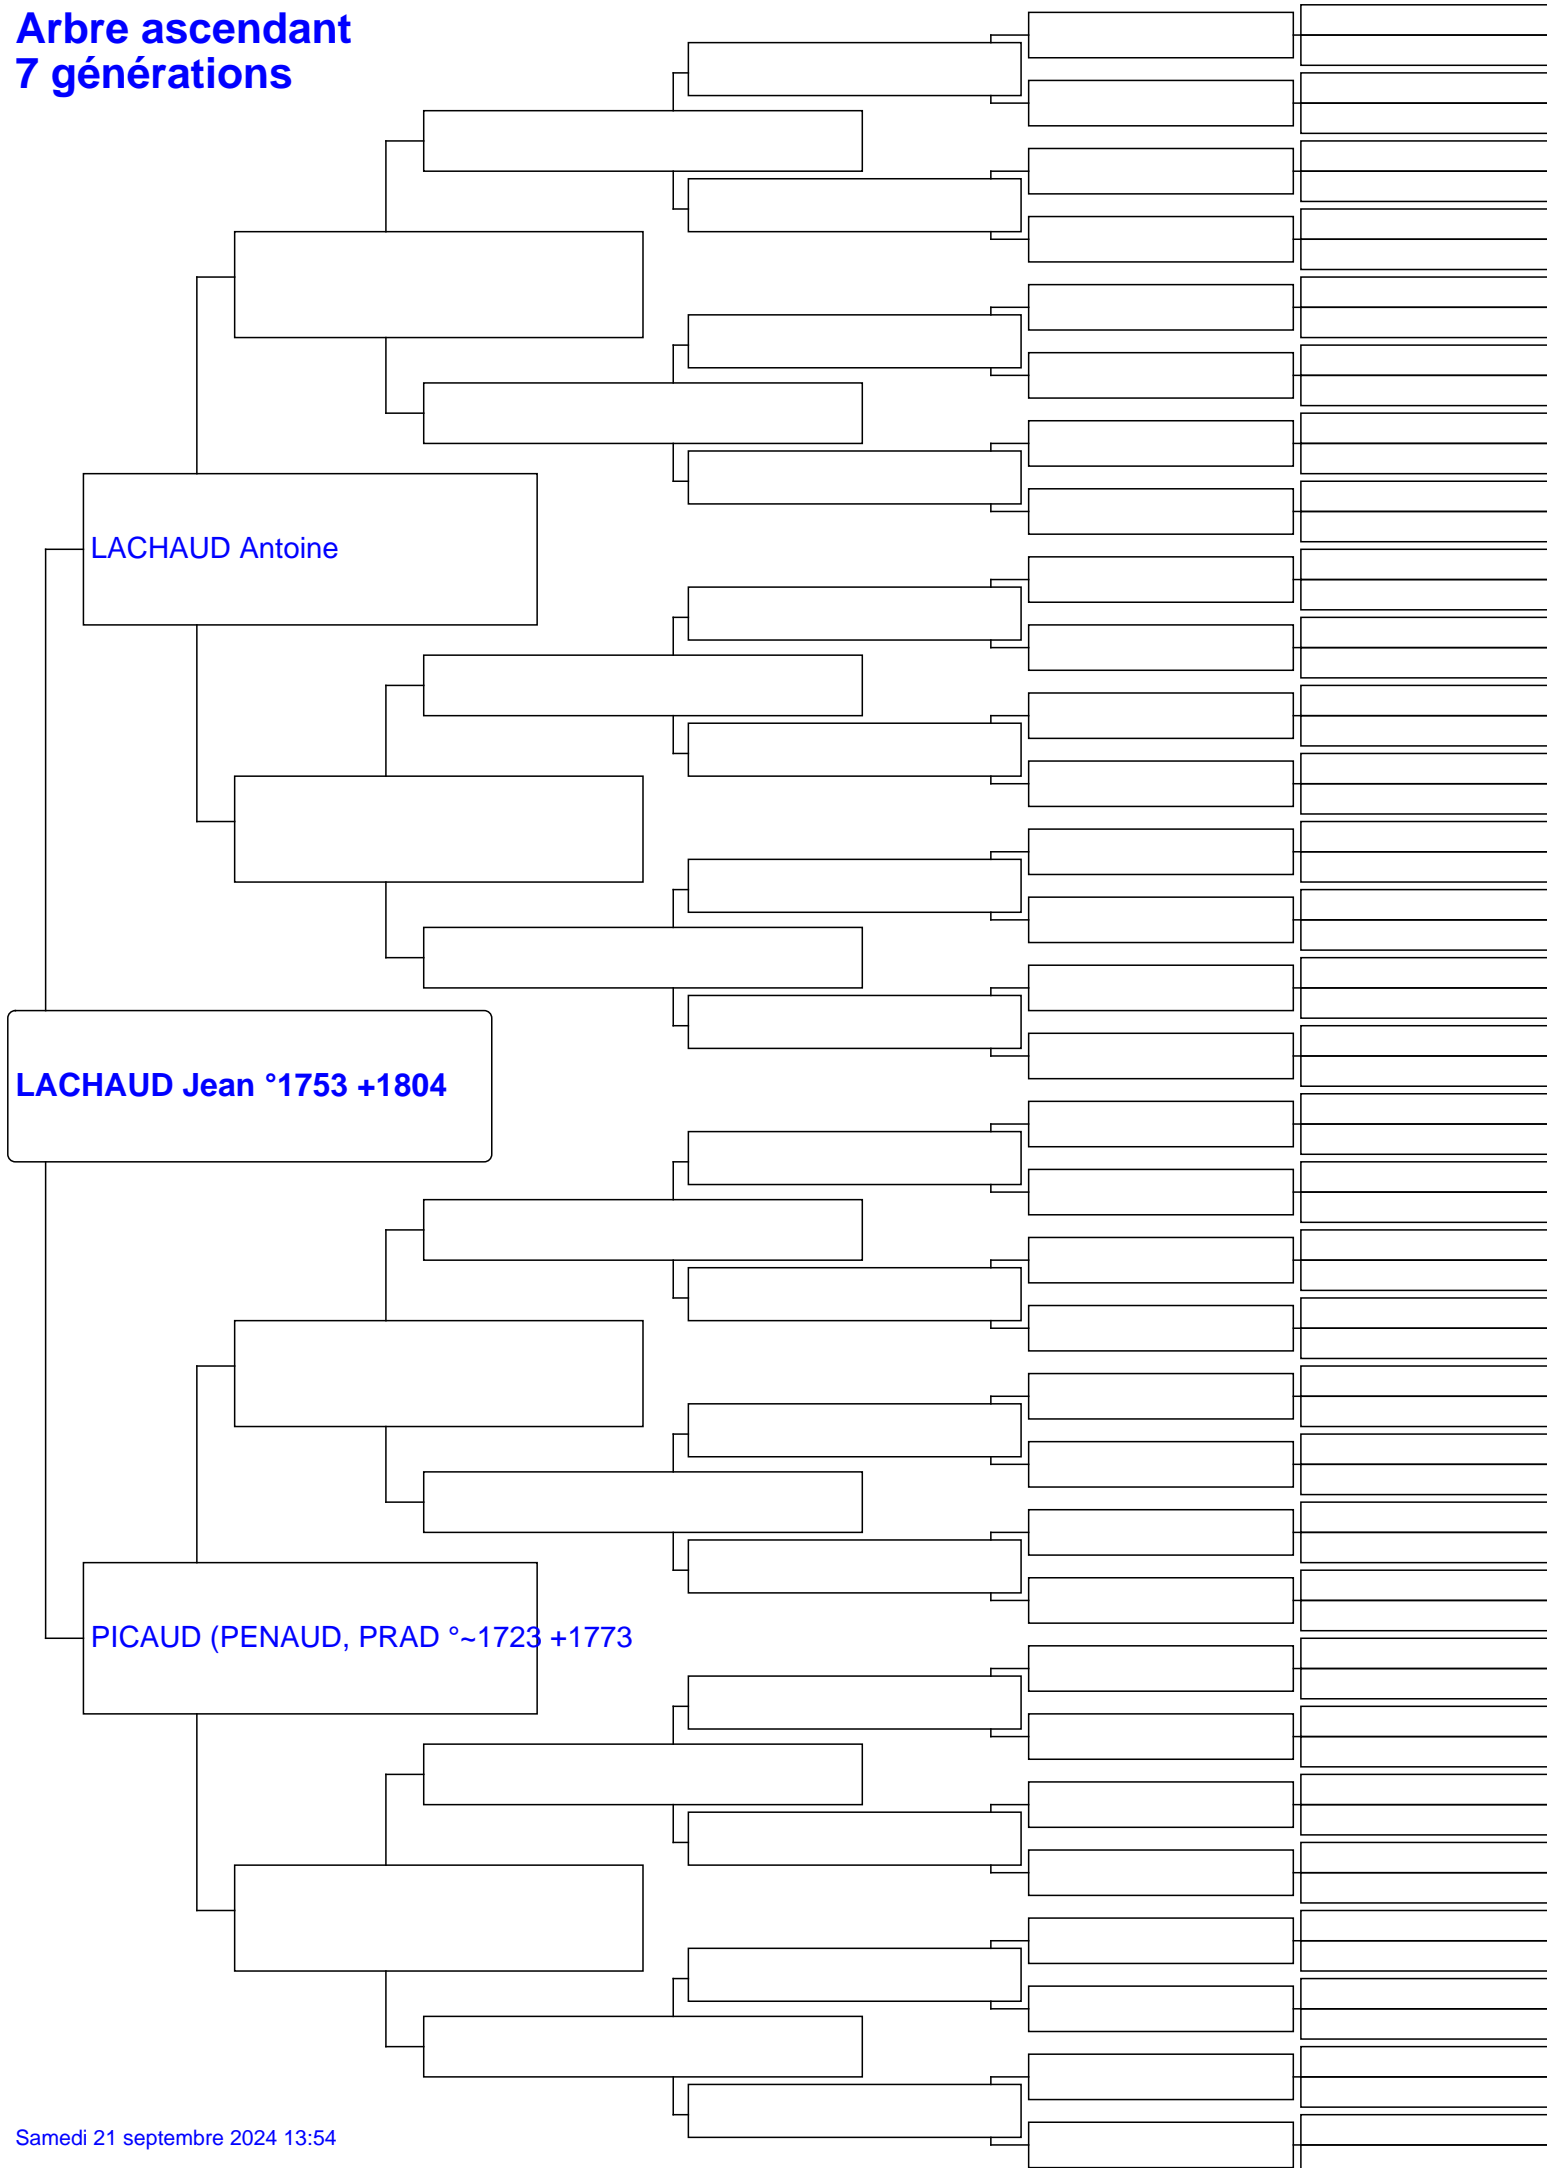 Arbre ascendant
7 générations
LACHAUD Antoine
LACHAUD Jean °1753 +1804
PICAUD (PENAUD, PRAD °~1723 +1773
Samedi 21 septembre 2024 13:54